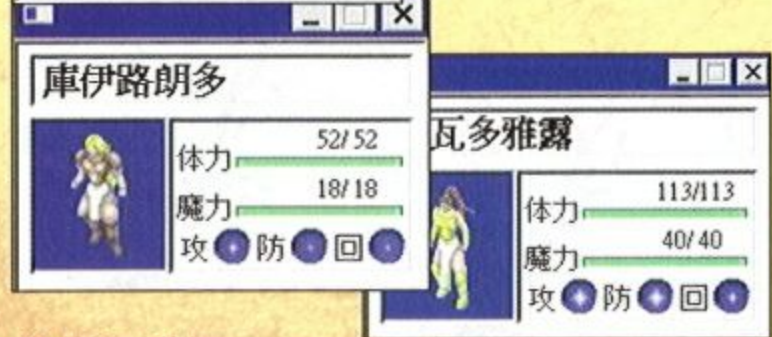 庫伊路朗多
体力 52/52
魔力 18/18
攻 防 回
瓦多雅露
体力 113/113
魔力 40/40
攻 防 回